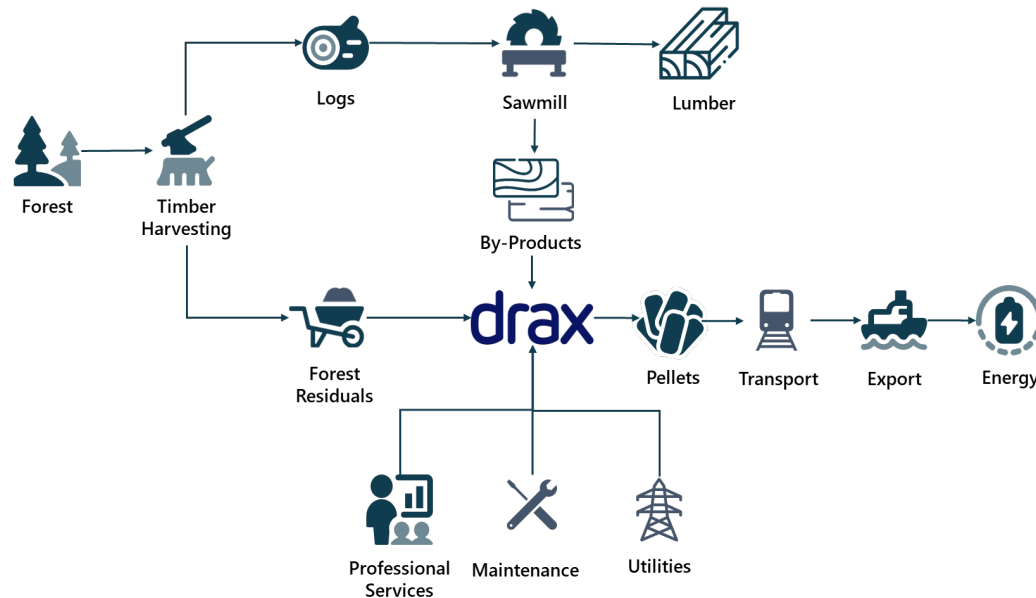 Logs
Sawmill
Lumber
Forest
Timber
Harvesting
By-Products
drax
Forest
Residuals
Pellets
Transport
Export
Energy
Professional
Services
Maintenance
Utilities